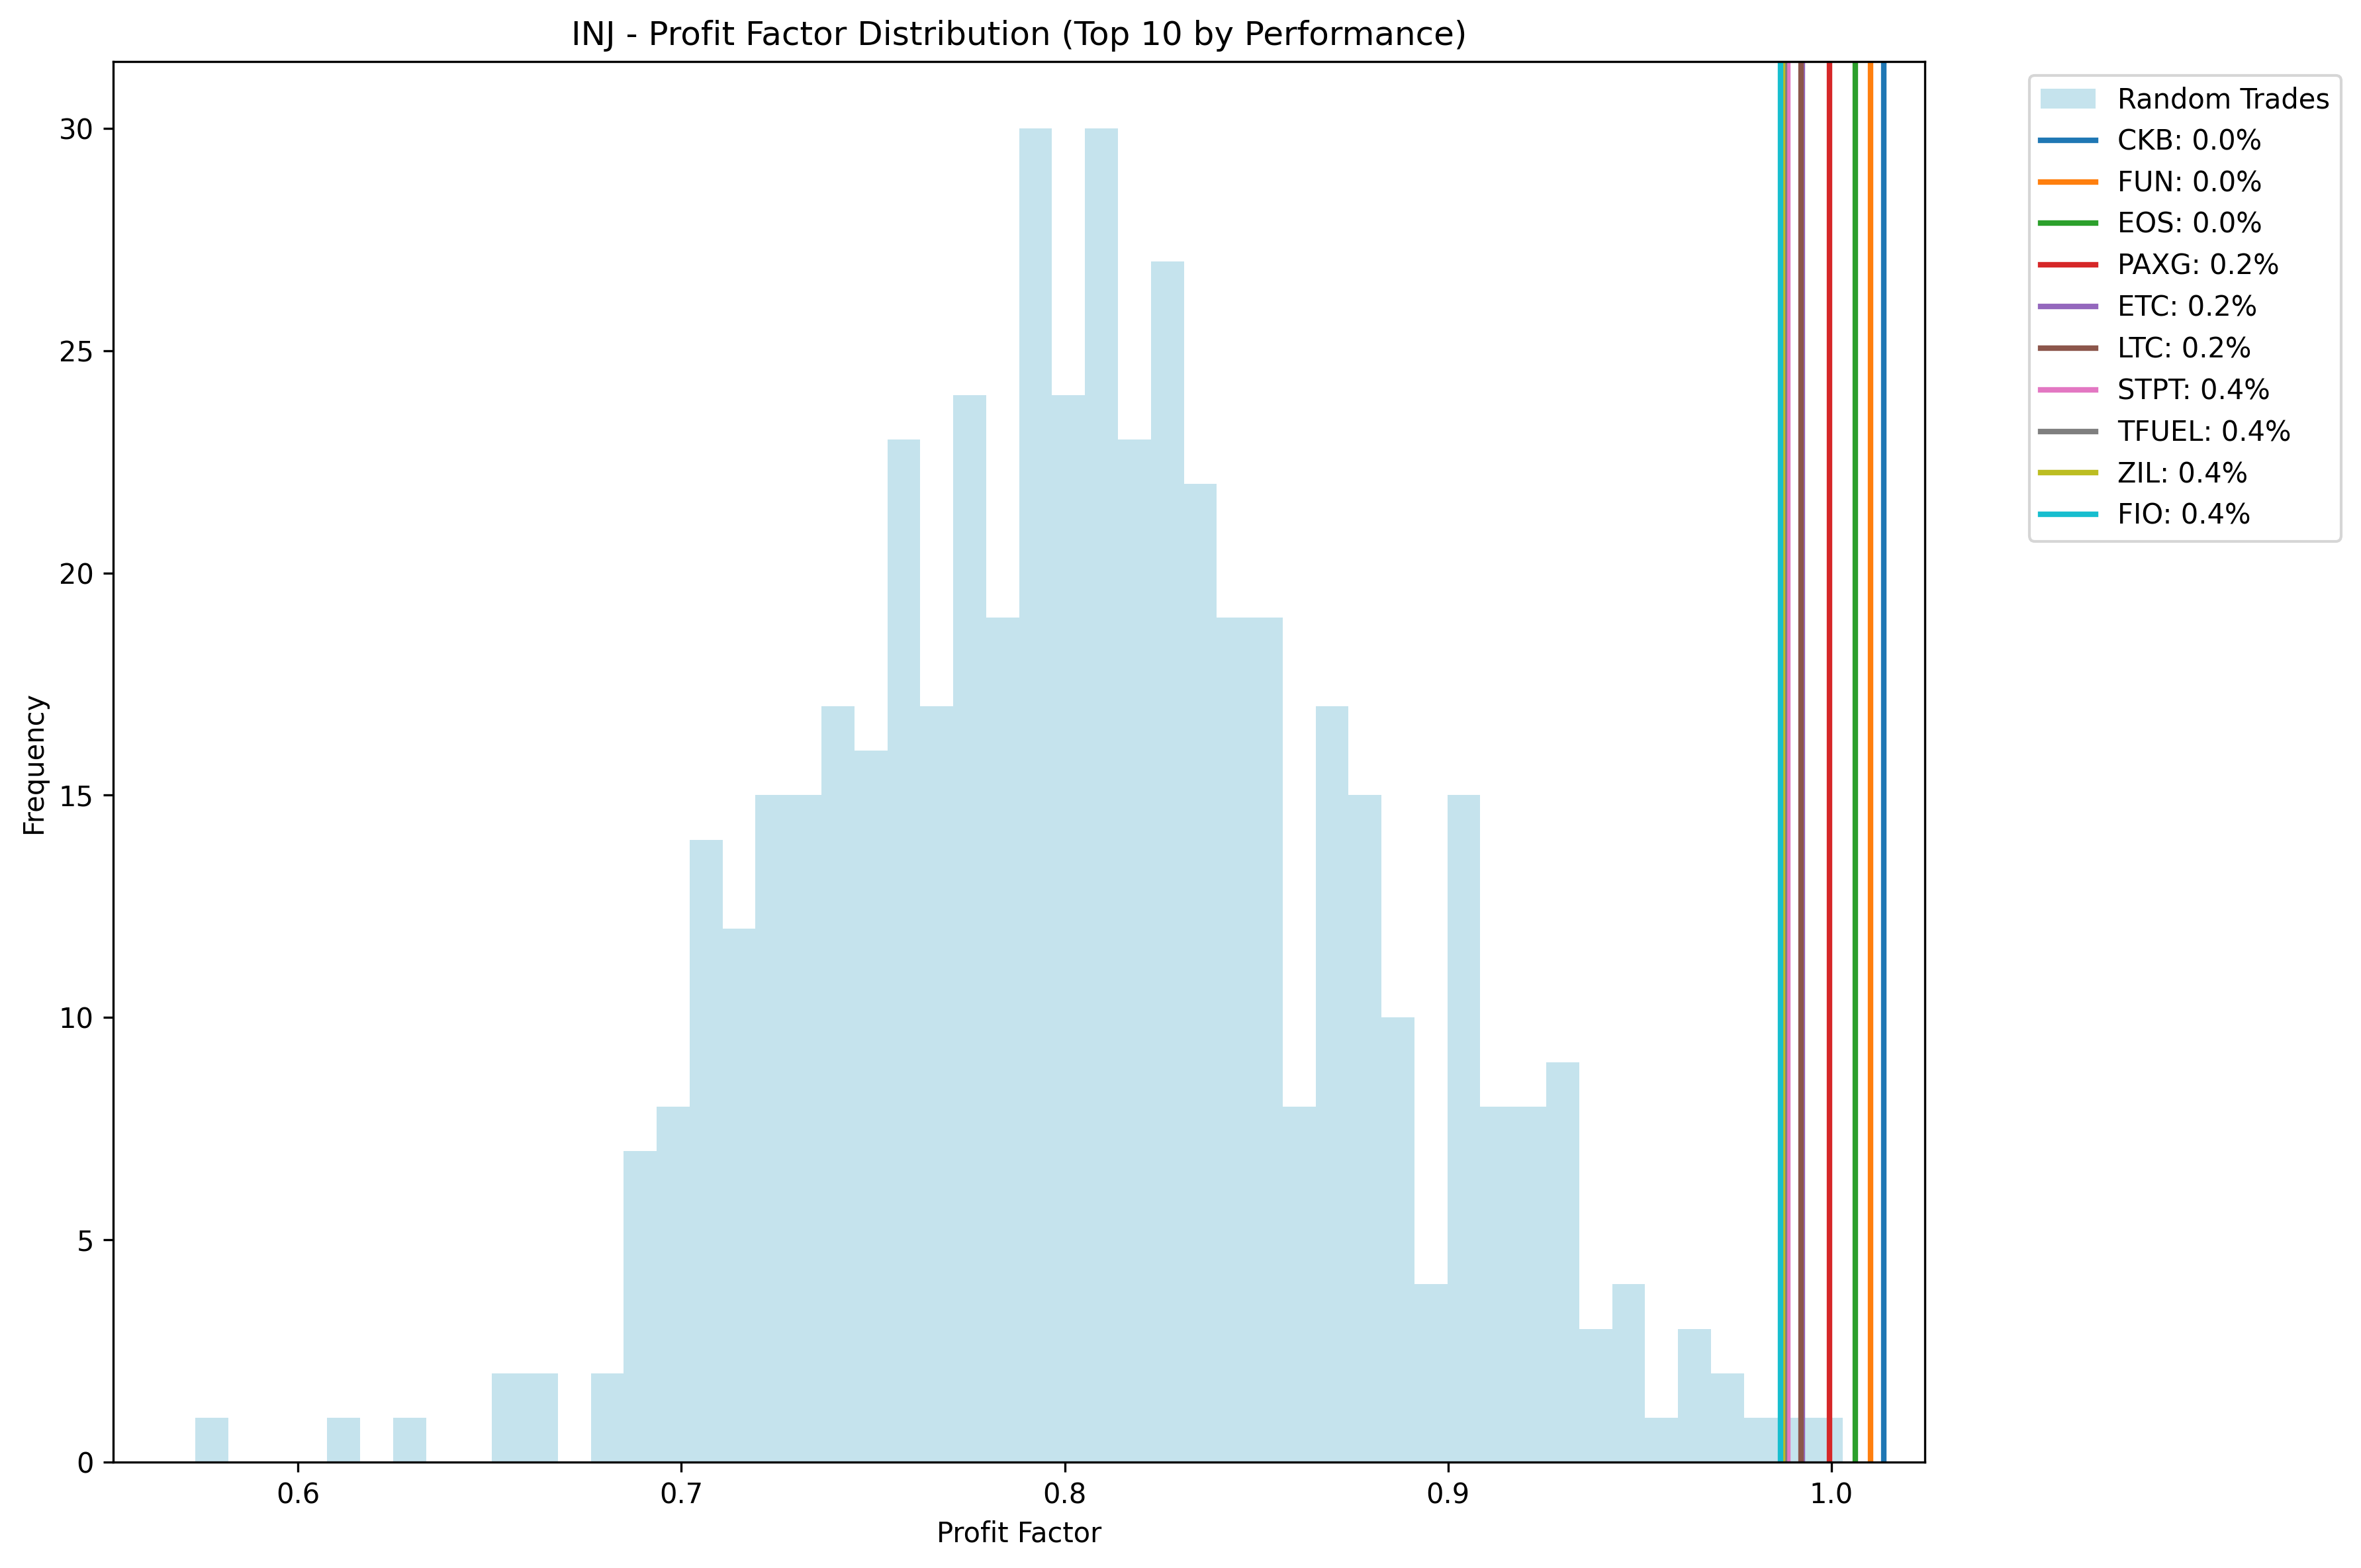 INJ - Profit Factor Distribution (Top 10 by Performance)
Frequency
30
25
20
15
10
5
0
0.6
0.7
0.8
0.9
1.0
Profit Factor
Random Trades
CKB: 0.0%
FUN: 0.0%
EOS: 0.0%
PAXG: 0.2%
ETC: 0.2%
LTC: 0.2%
STPT: 0.4%
TFUEL: 0.4%
ZIL: 0.4%
FIO: 0.4%